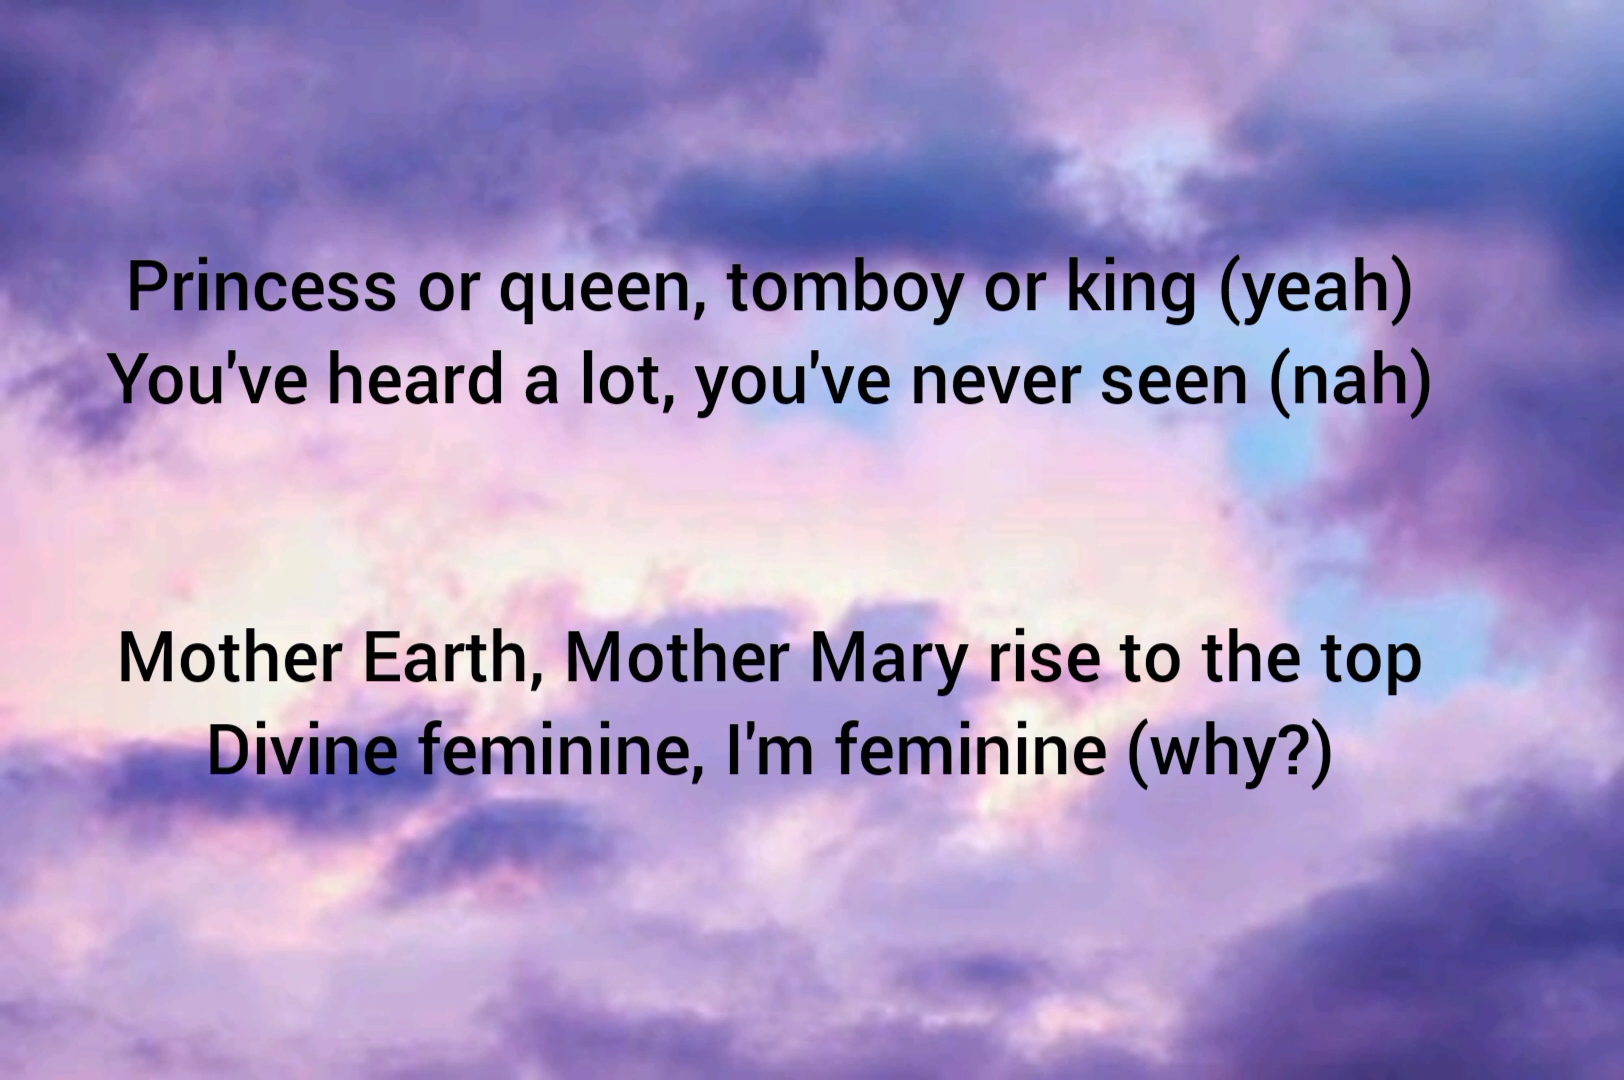 Princess or queen, tomboy or king (yeah)
You've heard a lot, you've never seen (nah)
Mother Earth, Mother Mary rise to the top
Divine feminine, I'm feminine (why?)